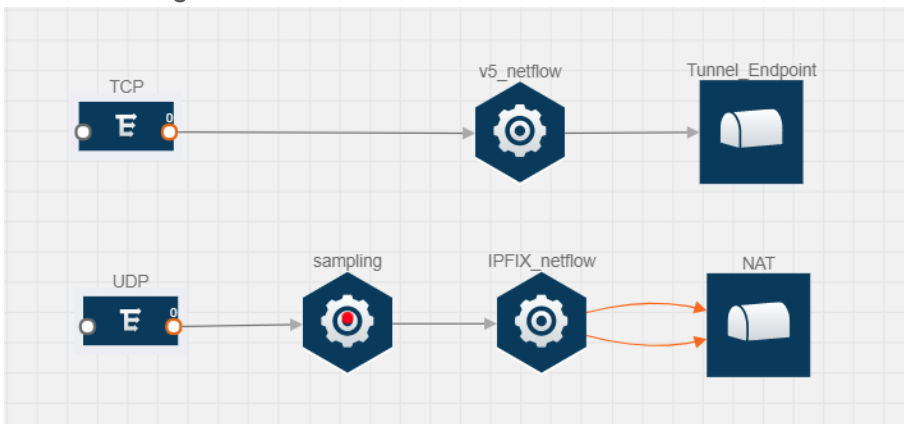 TCP
0
v5_netflow
Tunnel_Endpoint
UDP
0
sampling
IPFIX_netflow
NAT